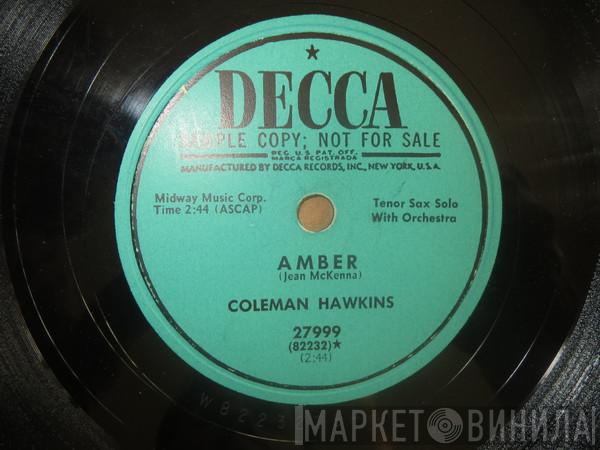 ★
DECCA
SAMPLE COPY; NOT FOR SALE
REG. U.S. PAT. OFF.
MARCA REGISTRADA
MANUFACTURED BY DECCA RECORDS, INC., NEW YORK, U.S.A.
Midway Music Corp.
Time 2:44 (ASCAP)
Tenor Sax Solo
With Orchestra
AMBER
(Jean McKenna)
COLEMAN HAWKINS
27999
(82232)★
(2:44)
W82232
МАРКЕТ ВИНИЛА